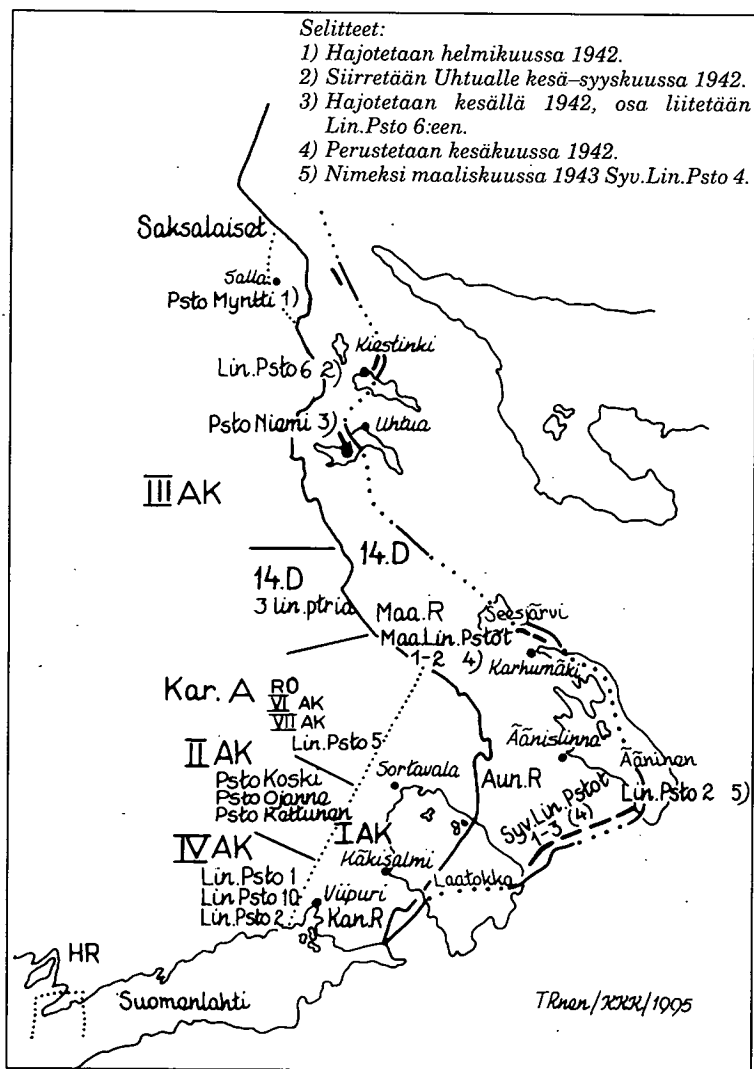 Selitteet:
1) Hajotetaan helmikuussa 1942.
2) Siirretään Uhtualle kesä–syyskuussa 1942.
3) Hajotetaan kesällä 1942, osa liitetään
Lin.Psto 6:een.
4) Perustetaan kesäkuussa 1942.
5) Nimeksi maaliskuussa 1943 Syv.Lin.Psto 4.
Saksalaiset
Salla
Psto Myntti 1)
Kiestinki
Lin.Psto 6 2)
Psto Niemi 3)
Uhtua
III AK
14.D
14.D
3 lin.ptria
Maa.R
Maa.Lin.Pstot
1-2 4)
Seesjärvi
Karhumäki
Kar. A
RO
VI AK
VII AK
Lin.Psto 5
II AK
Psto Koski
Psto Ojanne
Psto Kattunen
Sortavala
Äänislinna
Ääninen
Aun.R
Lin.Psto 2 5)
Syv.Lin.Pstot
1-3 (4)
I AK
8
IV AK
Käkisalmi
Laatokka
Lin.Psto 1
Lin.Psto 10
Lin.Psto 2
Viipuri
Kan.R
HR
Suomenlahti
TRnen/KKK/1995